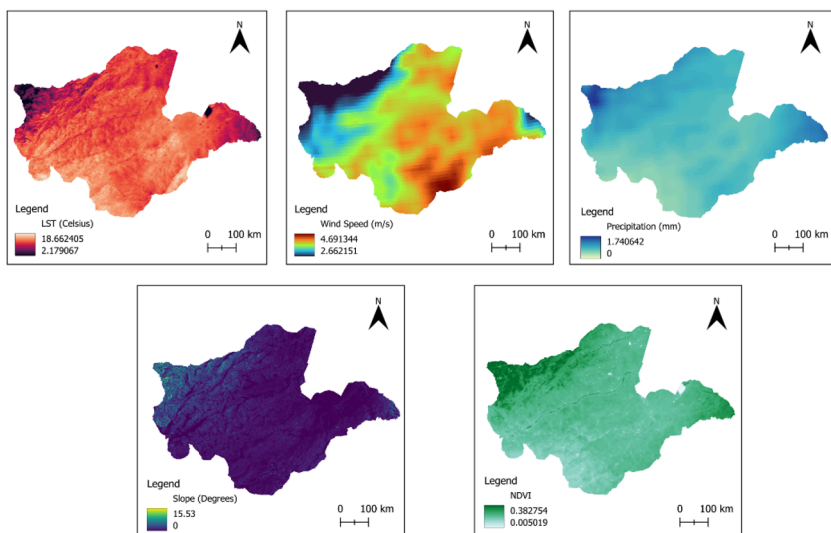 N
Legend
LST (Celsius)
18.662405
2.179067
0 100 km
N
Legend
Wind Speed (m/s)
4.691344
2.662151
0 100 km
N
Legend
Precipitation (mm)
1.740642
0
0 100 km
N
Legend
Slope (Degrees)
15.53
0
0 100 km
N
Legend
NDVI
0.382754
0.005019
0 100 km